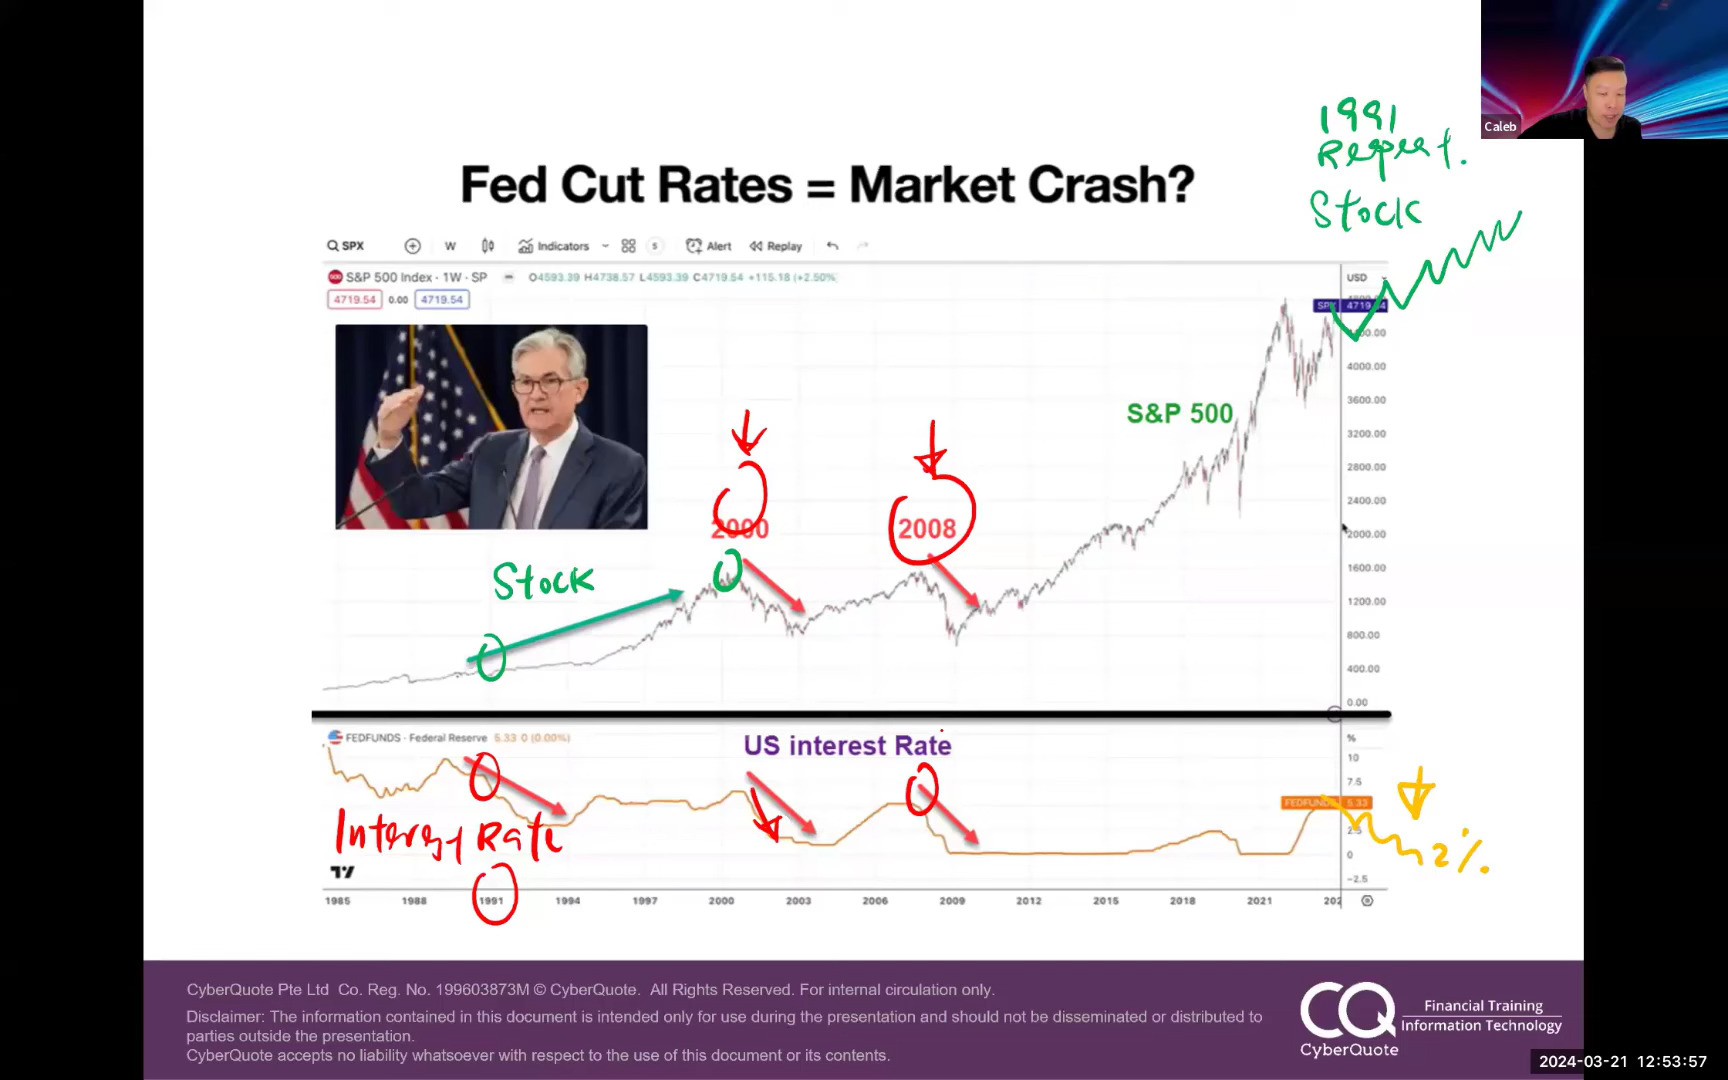 Caleb
1991
Repeat.
Stock
Fed Cut Rates = Market Crash?
SPX W Indicators S Alert Replay
S&P 500 Index · 1W · SP O4593.39 H4738.57 L4593.39 C4719.54 +115.18 (+2.50%)
USD
4719.54 0.00 4719.54
4000.00
3600.00
S&P 500
3200.00
2800.00
2400.00
2000 2008
2000.00
Stock
1600.00
1200.00
800.00
400.00
0.00
FEDFUNDS · Federal Reserve 5.33 0 (0.00%)
US interest Rate
%
10
7.5
FEDFUNDS 5.33
2.5
Interest Rate
2%
0
-2.5
1985 1988 1991 1994 1997 2000 2003 2006 2009 2012 2015 2018 2021 202
CyberQuote Pte Ltd Co. Reg. No. 199603873M © CyberQuote. All Rights Reserved. For internal circulation only.
Disclaimer: The information contained in this document is intended only for use during the presentation and should not be disseminated or distributed to
parties outside the presentation.
CyberQuote accepts no liability whatsoever with respect to the use of this document or its contents.
CQ
CyberQuote
Financial Training
Information Technology
2024-03-21 12:53:57